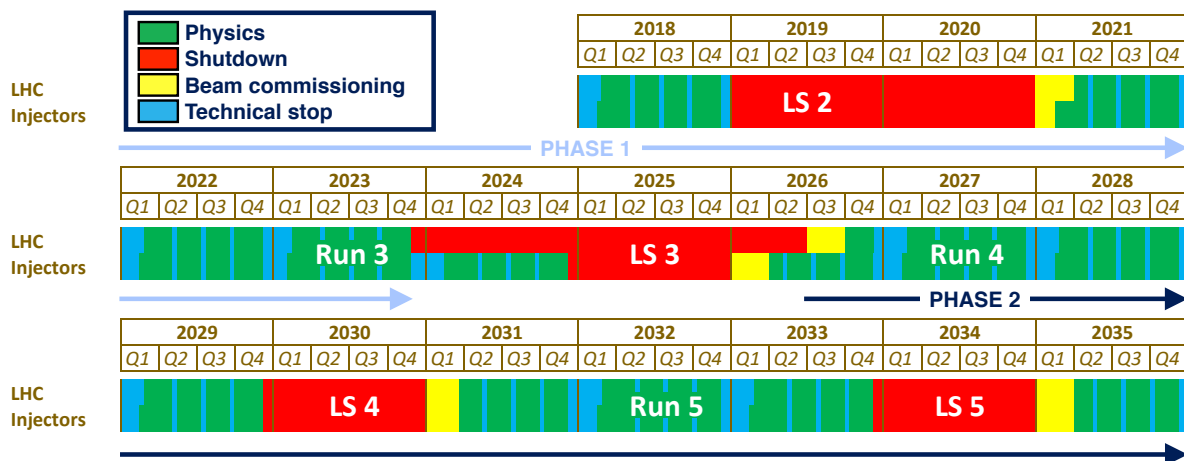 Physics
Shutdown
Beam commissioning
Technical stop
2018 2019 2020 2021
Q1 Q2 Q3 Q4 Q1 Q2 Q3 Q4 Q1 Q2 Q3 Q4 Q1 Q2 Q3 Q4
LHC
Injectors
LS 2
PHASE 1
2022 2023 2024 2025 2026 2027 2028
Q1 Q2 Q3 Q4 Q1 Q2 Q3 Q4 Q1 Q2 Q3 Q4 Q1 Q2 Q3 Q4 Q1 Q2 Q3 Q4 Q1 Q2 Q3 Q4 Q1 Q2 Q3 Q4
LHC
Injectors
Run 3 LS 3 Run 4
PHASE 2
2029 2030 2031 2032 2033 2034 2035
Q1 Q2 Q3 Q4 Q1 Q2 Q3 Q4 Q1 Q2 Q3 Q4 Q1 Q2 Q3 Q4 Q1 Q2 Q3 Q4 Q1 Q2 Q3 Q4 Q1 Q2 Q3 Q4
LHC
Injectors
LS 4 Run 5 LS 5